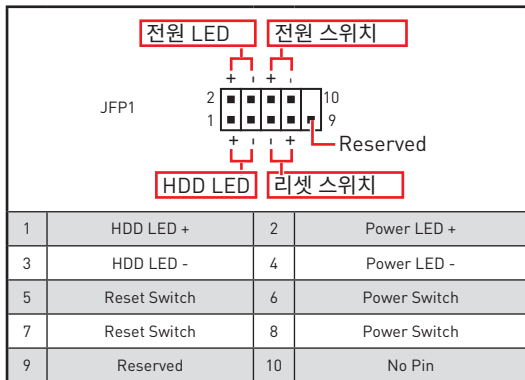 전원 LED 전원 스위치
+ - + -
JFP1
2 10
1 9
+ - - +
Reserved
HDD LED 리셋 스위치
1 HDD LED + 2 Power LED +
3 HDD LED - 4 Power LED -
5 Reset Switch 6 Power Switch
7 Reset Switch 8 Power Switch
9 Reserved 10 No Pin